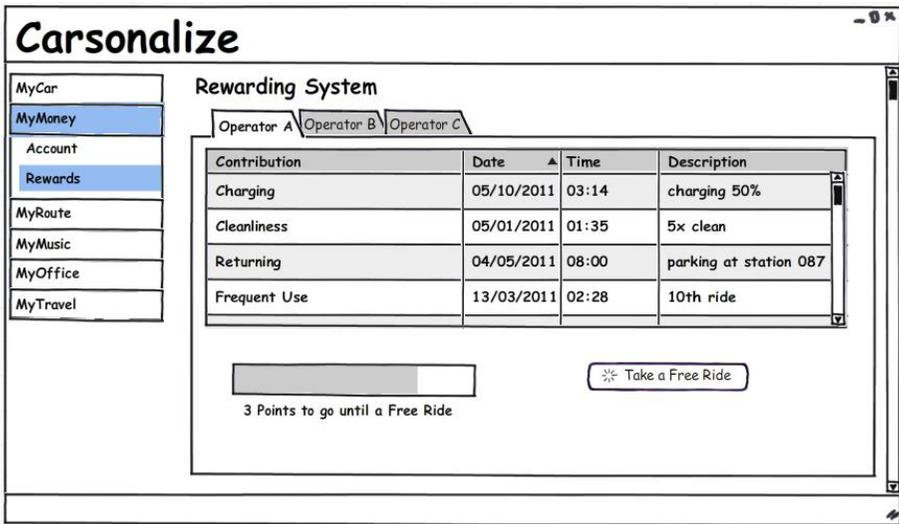 Carsonalize
MyCar
MyMoney
Account
Rewards
MyRoute
MyMusic
MyOffice
MyTravel
Rewarding System
Operator A Operator B Operator C
Contribution Date Time Description
Charging 05/10/2011 03:14 charging 50%
Cleanliness 05/01/2011 01:35 5x clean
Returning 04/05/2011 08:00 parking at station 087
Frequent Use 13/03/2011 02:28 10th ride
Take a Free Ride
3 Points to go until a Free Ride